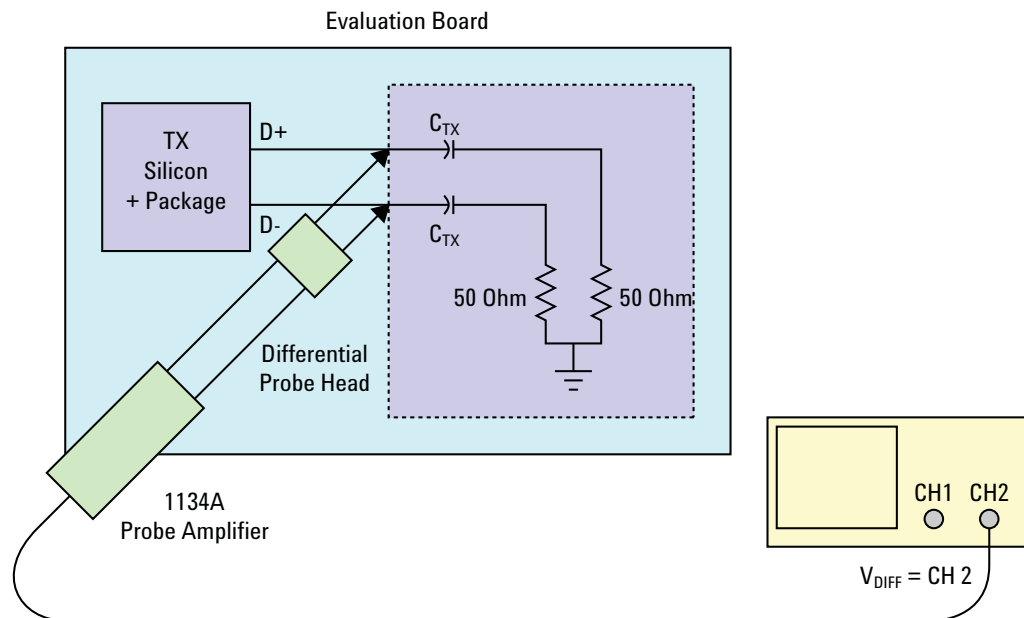 Evaluation Board
TX
Silicon
+ Package
D+
D-
CTX
CTX
50 Ohm
50 Ohm
Differential
Probe Head
1134A
Probe Amplifier
CH1
CH2
VDIFF = CH 2